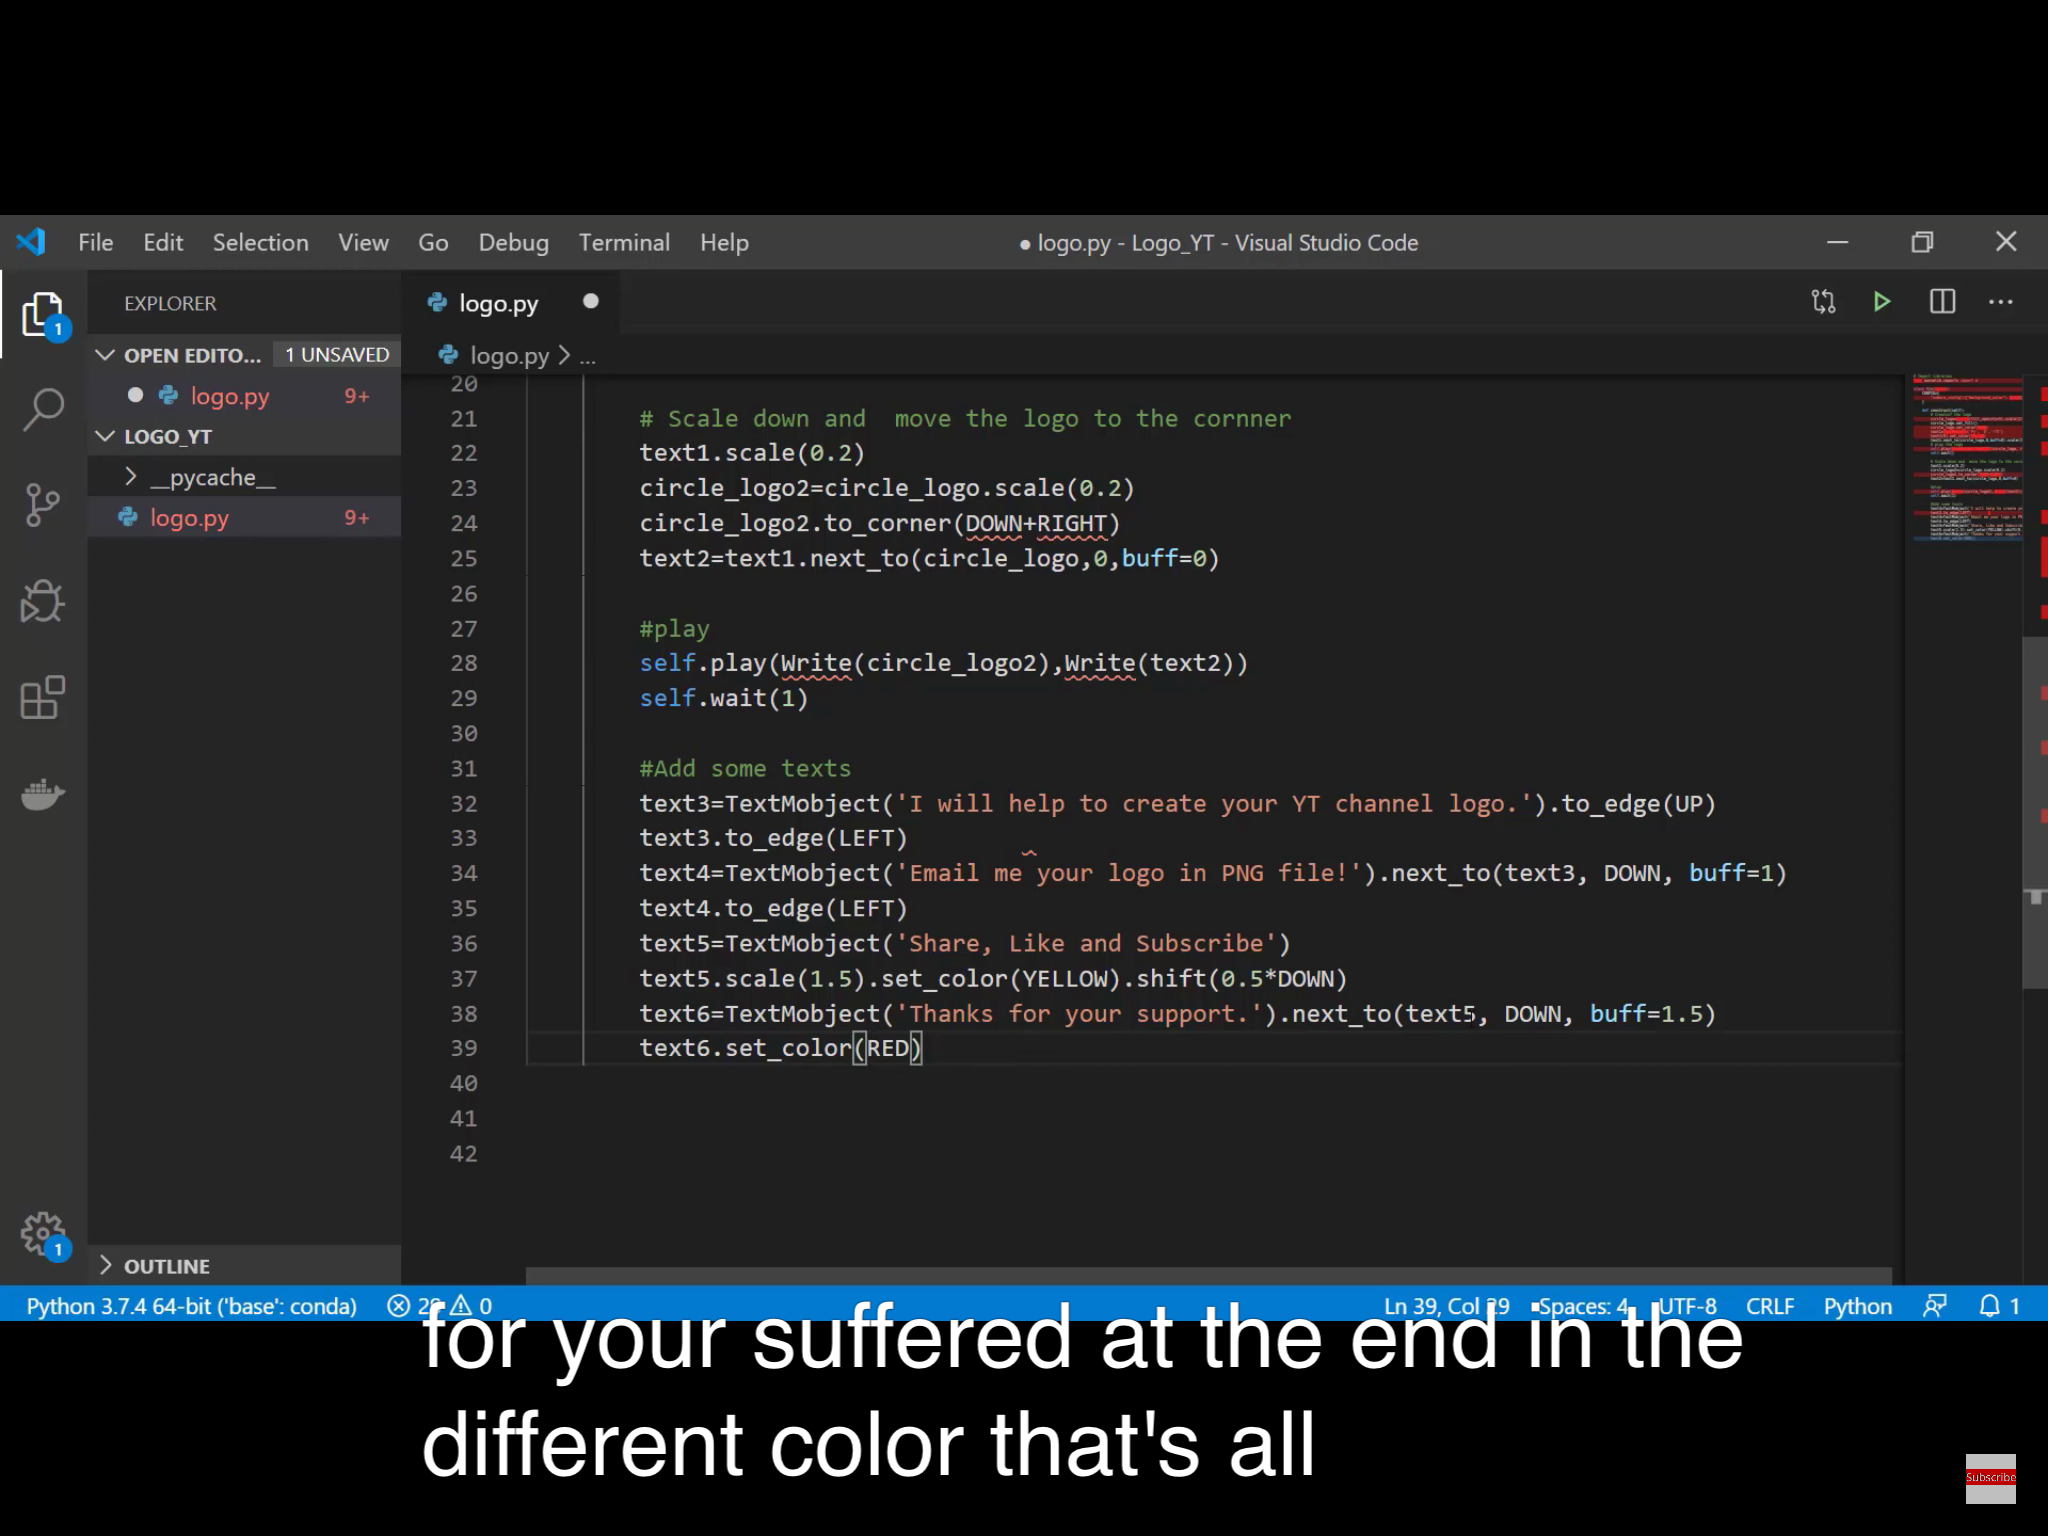 File Edit Selection View Go Debug Terminal Help
● logo.py - Logo_YT - Visual Studio Code
EXPLORER
OPEN EDITO... 1 UNSAVED
logo.py 9+
LOGO_YT
__pycache__
logo.py 9+
OUTLINE
logo.py
logo.py > ...
20
21 # Scale down and  move the logo to the cornner
22 text1.scale(0.2)
23 circle_logo2=circle_logo.scale(0.2)
24 circle_logo2.to_corner(DOWN+RIGHT)
25 text2=text1.next_to(circle_logo,0,buff=0)
26
27 #play
28 self.play(Write(circle_logo2),Write(text2))
29 self.wait(1)
30
31 #Add some texts
32 text3=TextMobject('I will help to create your YT channel logo.').to_edge(UP)
33 text3.to_edge(LEFT)
34 text4=TextMobject('Email me your logo in PNG file!').next_to(text3, DOWN, buff=1)
35 text4.to_edge(LEFT)
36 text5=TextMobject('Share, Like and Subscribe')
37 text5.scale(1.5).set_color(YELLOW).shift(0.5*DOWN)
38 text6=TextMobject('Thanks for your support.').next_to(text5, DOWN, buff=1.5)
39 text6.set_color(RED)
40
41
42
Python 3.7.4 64-bit ('base': conda) 0 Ln 39, Col 29 Spaces: 4 UTF-8 CRLF Python 1
for your suffered at the end in the
different color that's all
Subscribe